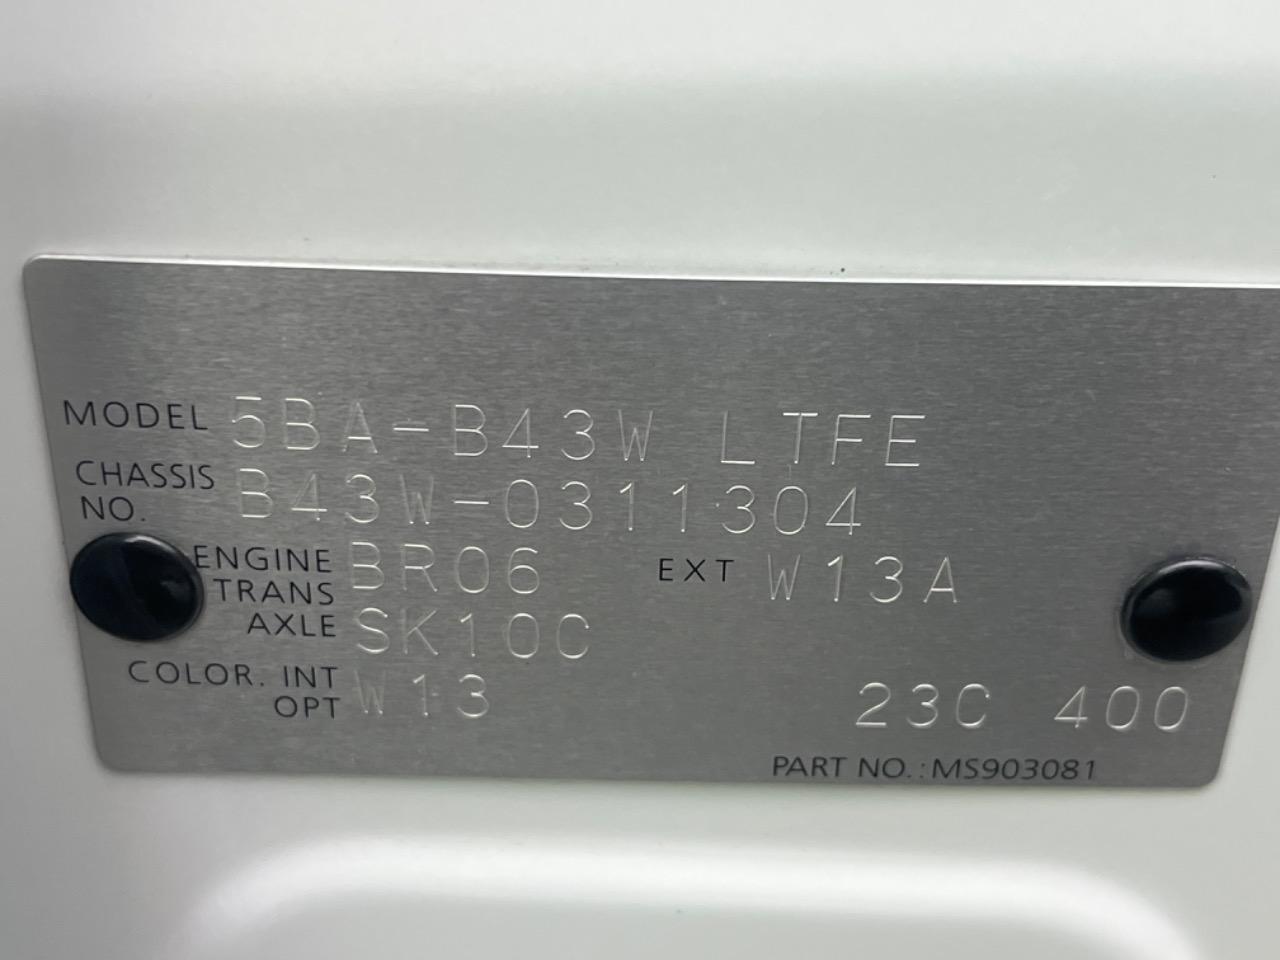 MODEL 5BA-B43W LTFE
CHASSIS NO. B43W-0311304
ENGINE BR06 EXT W13A
TRANS AXLE SK10C
COLOR. INT OPT W13 23C 400
PART NO.:MS903081